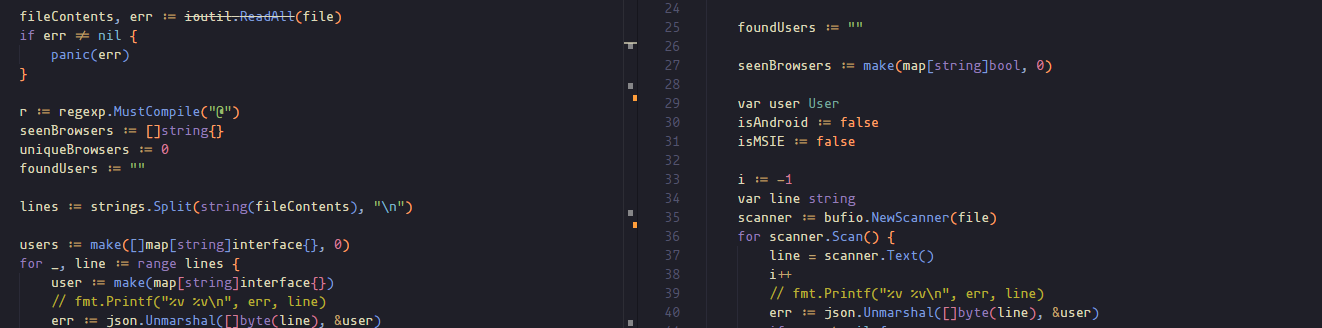 fileContents, err := ioutil.ReadAll(file)
if err ≠ nil {
panic(err)
}
r := regexp.MustCompile("@")
seenBrowsers := []string{}
uniqueBrowsers := 0
foundUsers := ""
lines := strings.Split(string(fileContents), "\n")
users := make([]map[string]interface{}, 0)
for _, line := range lines {
user := make(map[string]interface{})
// fmt.Printf("%v %v\n", err, line)
err := json.Unmarshal([]byte(line), &user)
24
25 foundUsers := ""
26
27 seenBrowsers := make(map[string]bool, 0)
28
29 var user User
30 isAndroid := false
31 isMSIE := false
32
33 i := -1
34 var line string
35 scanner := bufio.NewScanner(file)
36 for scanner.Scan() {
37 line = scanner.Text()
38 i++
39 // fmt.Printf("%v %v\n", err, line)
40 err := json.Unmarshal([]byte(line), &user)